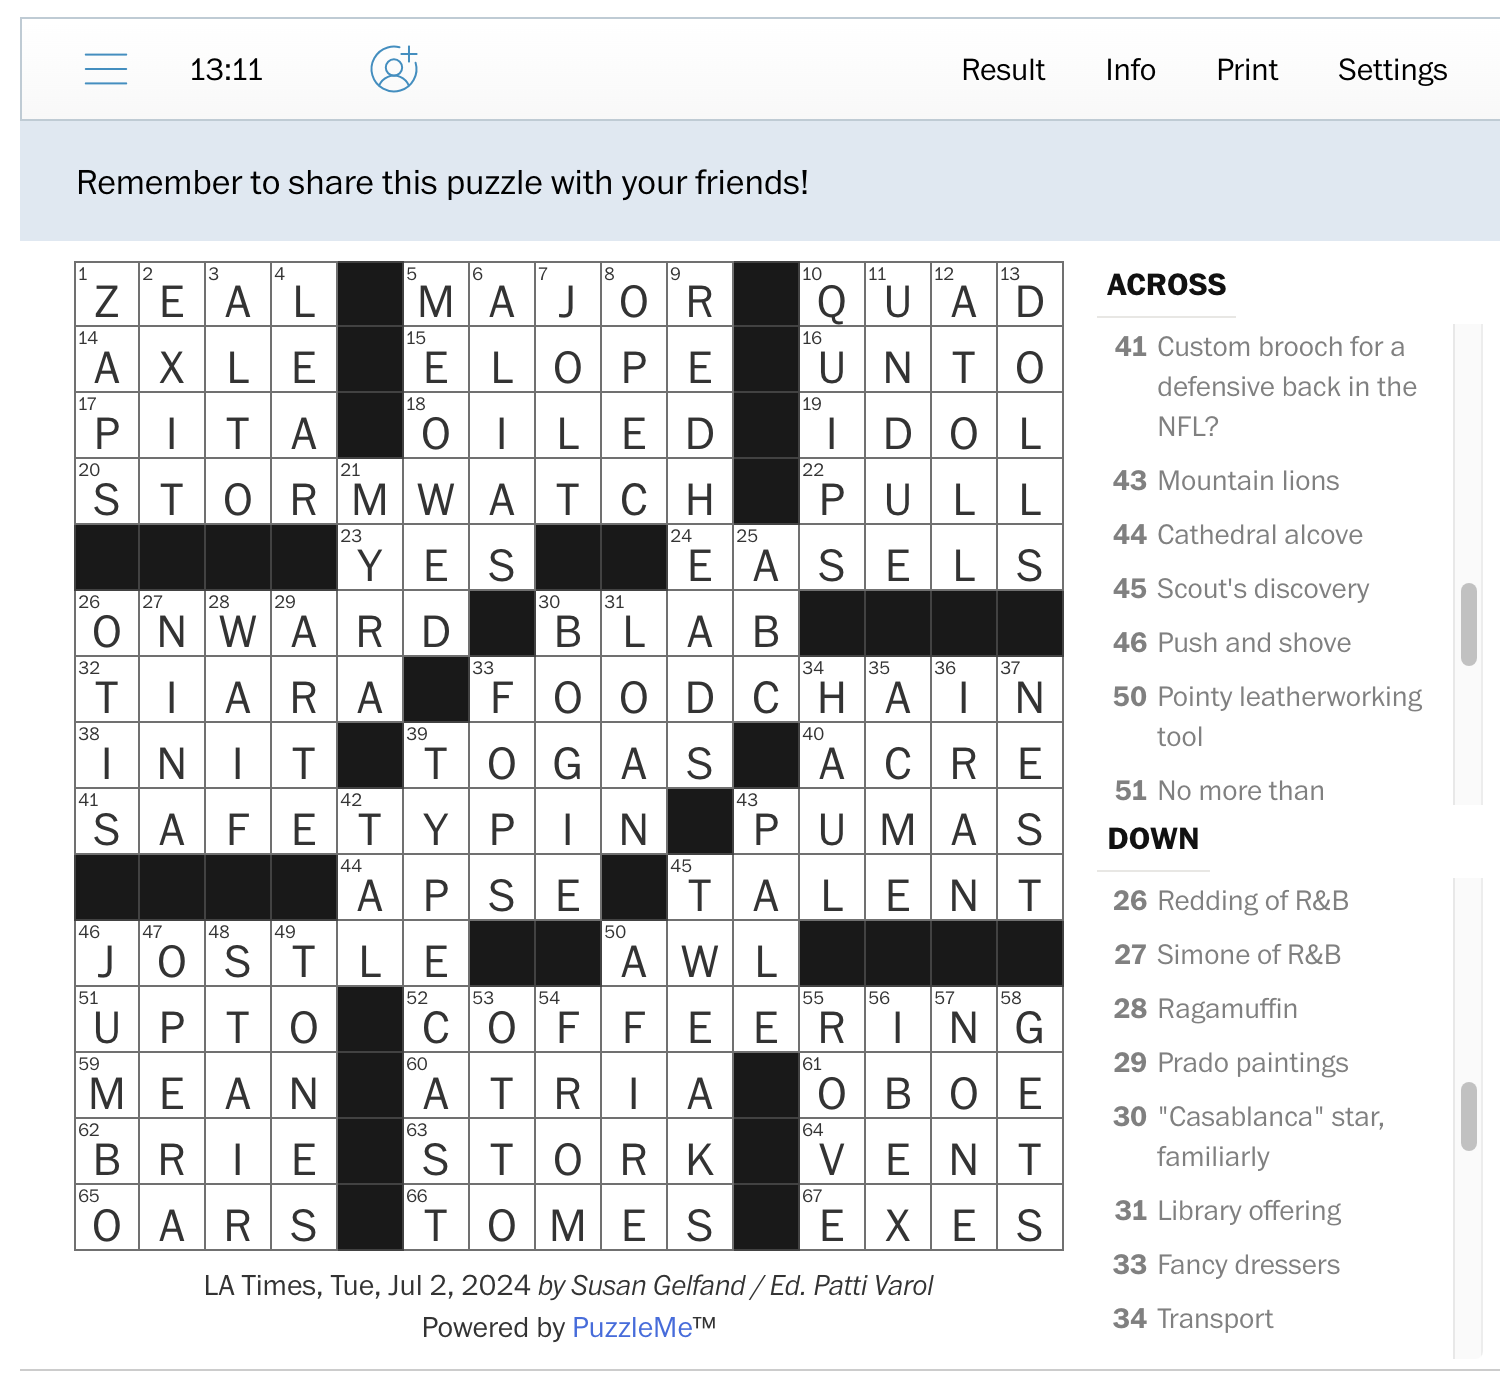 13:11 Result Info Print Settings
Remember to share this puzzle with your friends!
1 2 3 4 5 6 7 8 9 10 11 12 13
Z E A L M A J O R Q U A D
14 15 16
A X L E E L O P E U N T O
17 18 19
P I T A O I L E D I D O L
20 21 22
S T O R M W A T C H P U L L
23 24 25
Y E S E A S E L S
26 27 28 29 30 31
O N W A R D B L A B
32 33 34 35 36 37
T I A R A F O O D C H A I N
38 39 40
I N I T T O G A S A C R E
41 42 43
S A F E T Y P I N P U M A S
44 45
A P S E T A L E N T
46 47 48 49 50
J O S T L E A W L
51 52 53 54 55 56 57 58
U P T O C O F F E E R I N G
59 60 61
M E A N A T R I A O B O E
62 63 64
B R I E S T O R K V E N T
65 66 67
O A R S T O M E S E X E S
LA Times, Tue, Jul 2, 2024 by Susan Gelfand / Ed. Patti Varol
Powered by PuzzleMe™
ACROSS
41 Custom brooch for a
defensive back in the
NFL?
43 Mountain lions
44 Cathedral alcove
45 Scout's discovery
46 Push and shove
50 Pointy leatherworking
tool
51 No more than
DOWN
26 Redding of R&B
27 Simone of R&B
28 Ragamuffin
29 Prado paintings
30 "Casablanca" star,
familiarly
31 Library offering
33 Fancy dressers
34 Transport